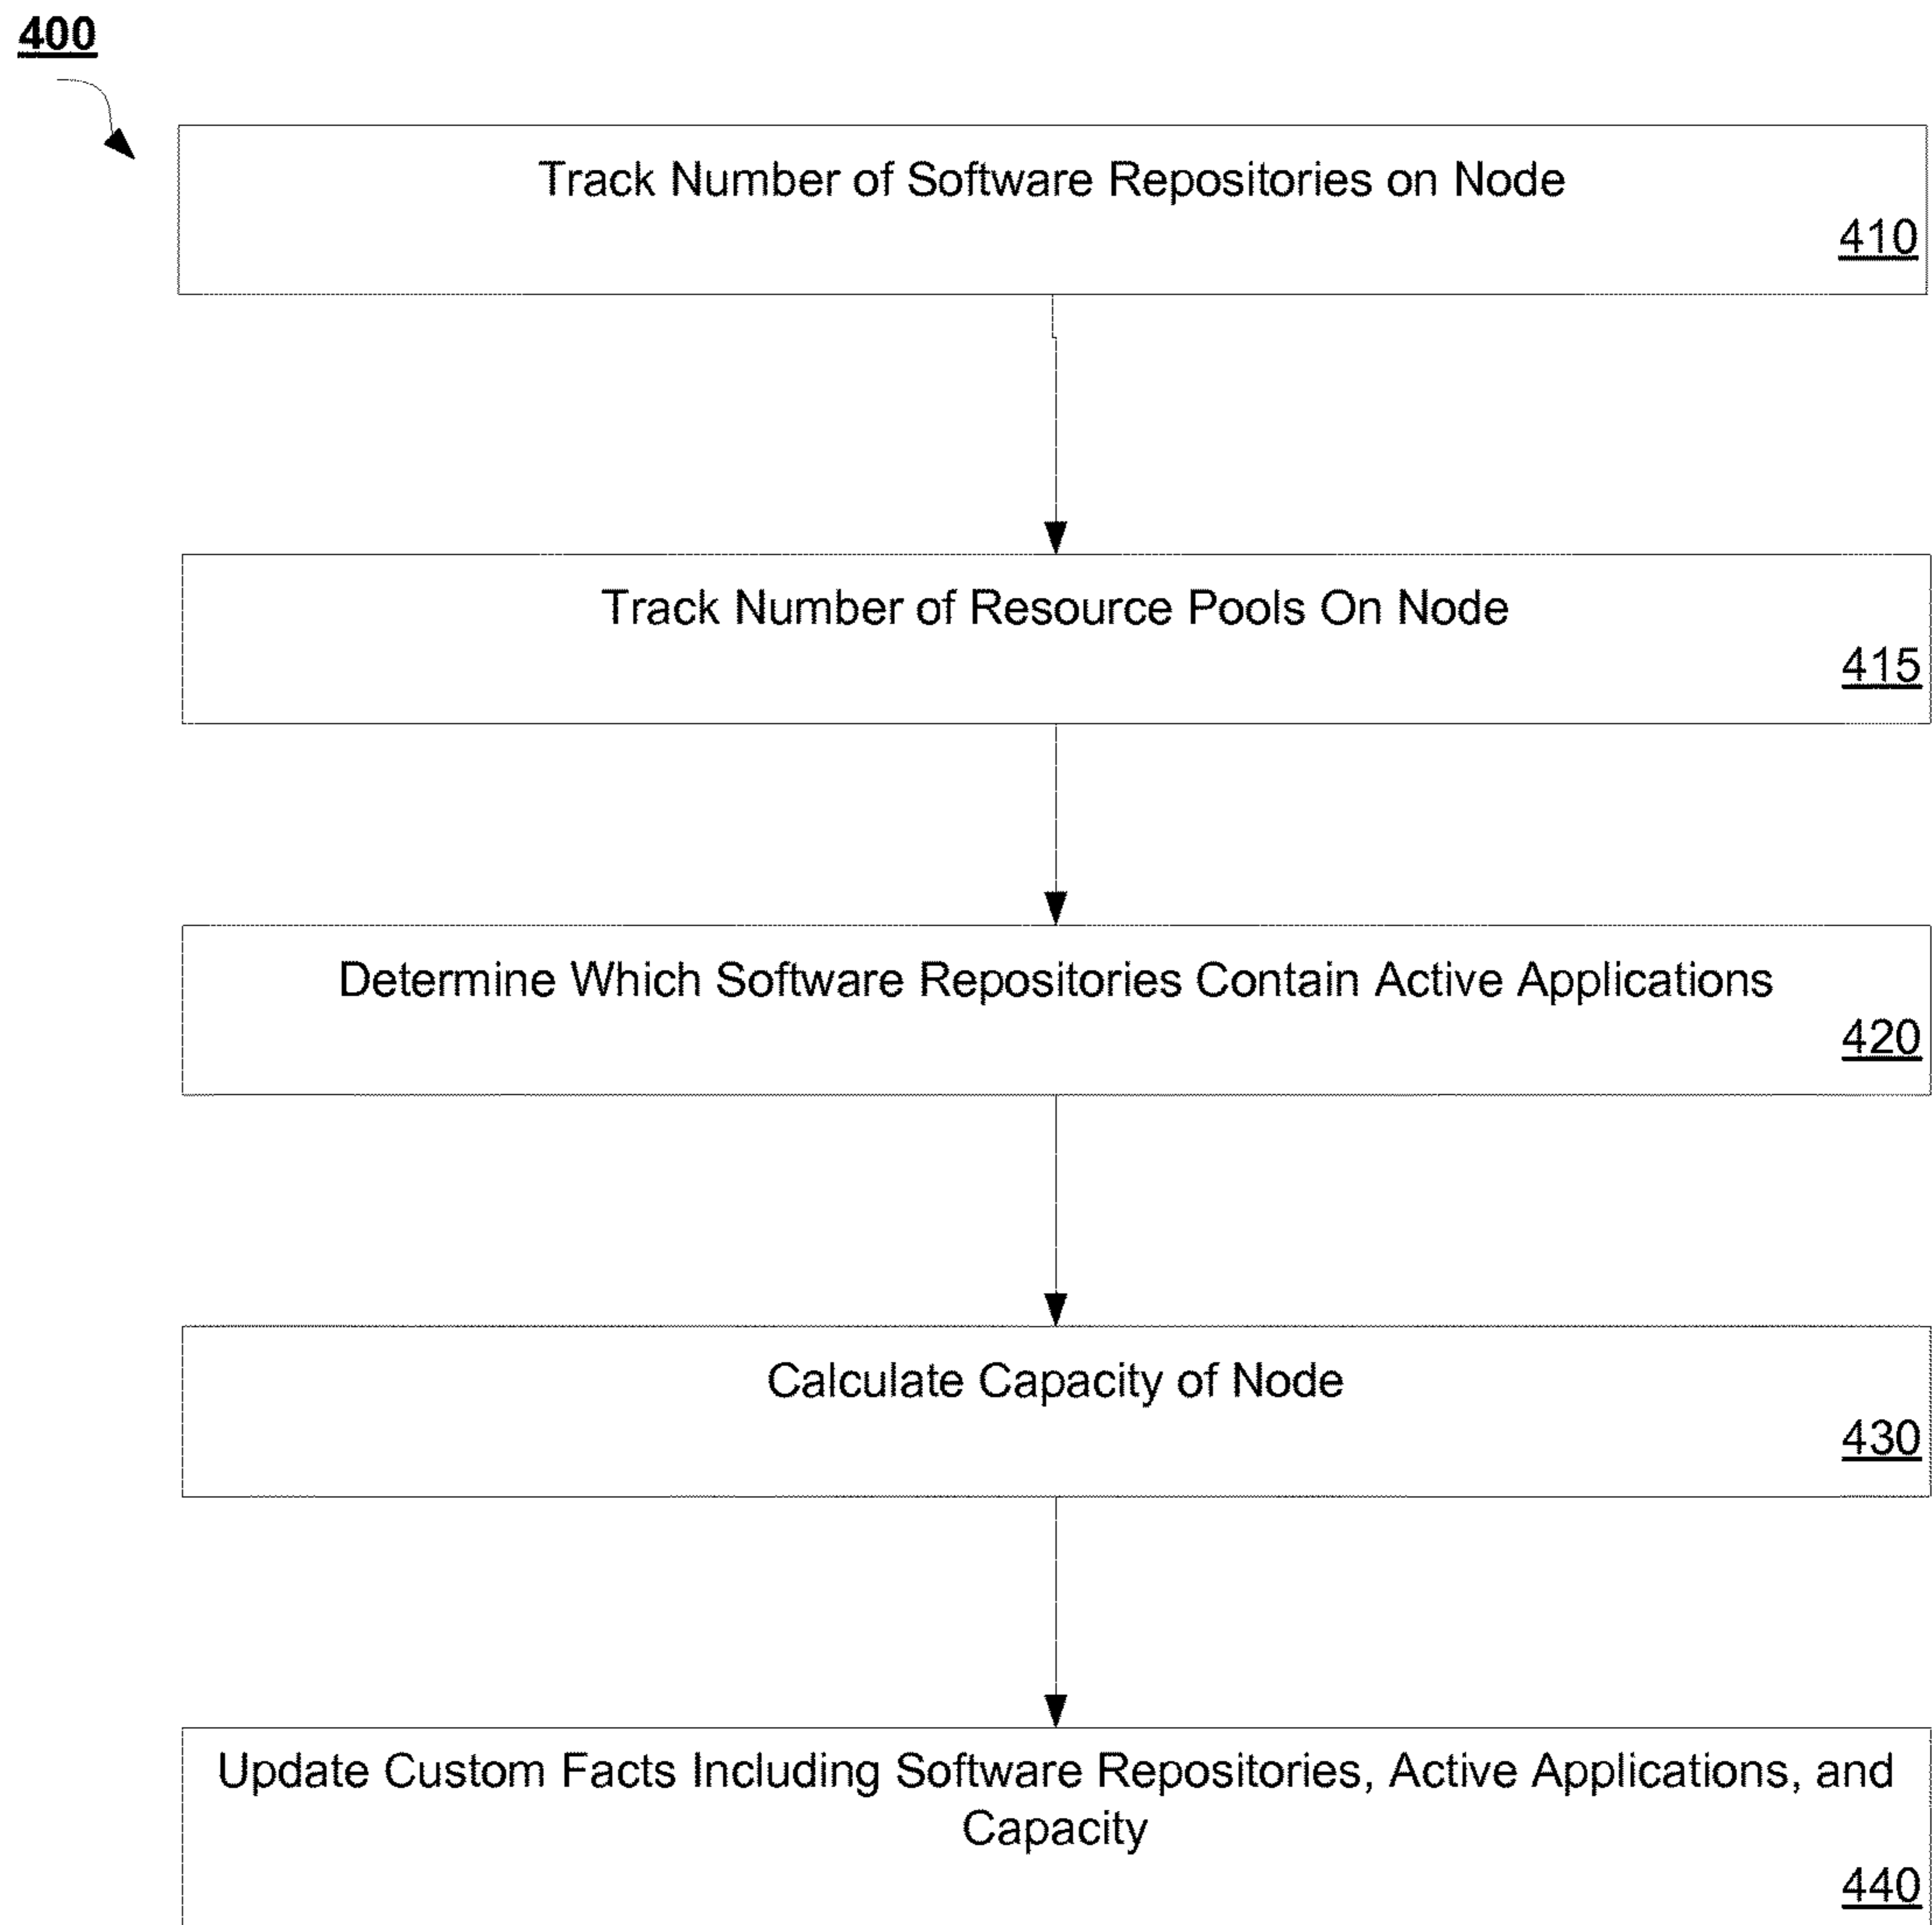 400
Track Number of Software Repositories on Node
410
Track Number of Resource Pools On Node
415
Determine Which Software Repositories Contain Active Applications
420
Calculate Capacity of Node
430
Update Custom Facts Including Software Repositories, Active Applications, and
Capacity
440